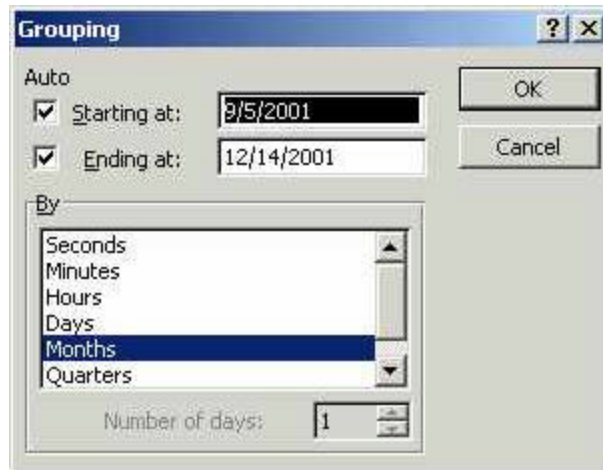 Grouping
Auto
Starting at: 9/5/2001
Ending at: 12/14/2001
OK
Cancel
By
Seconds
Minutes
Hours
Days
Months
Quarters
Number of days: 1